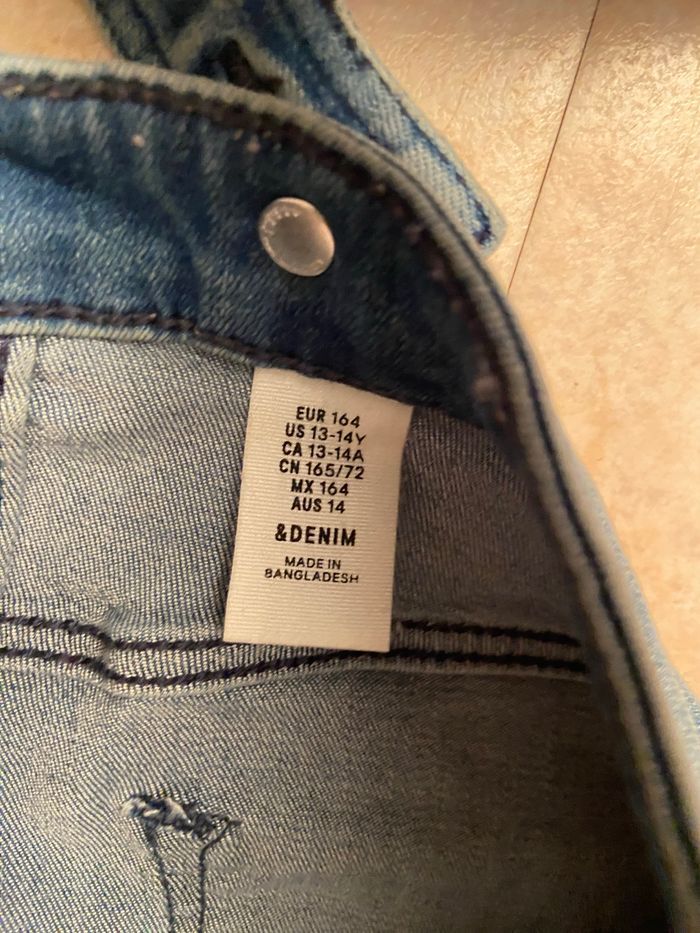 EUR 164
US 13-14Y
CA 13-14A
CN 165/72
MX 164
AUS 14
&DENIM
MADE IN
BANGLADESH